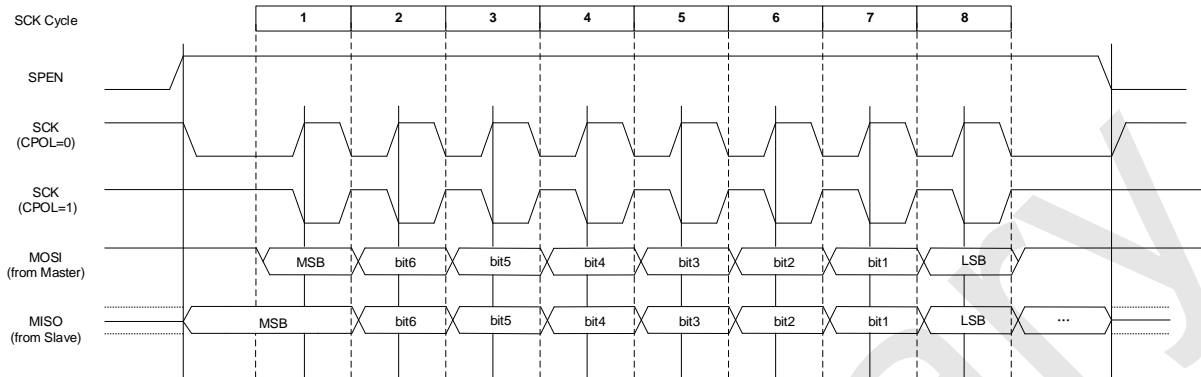 SCK Cycle 1 2 3 4 5 6 7 8
SPEN
SCK
(CPOL=0)
SCK
(CPOL=1)
MOSI
(from Master)
MSB bit6 bit5 bit4 bit3 bit2 bit1 LSB
MISO
(from Slave)
MSB bit6 bit5 bit4 bit3 bit2 bit1 LSB ...